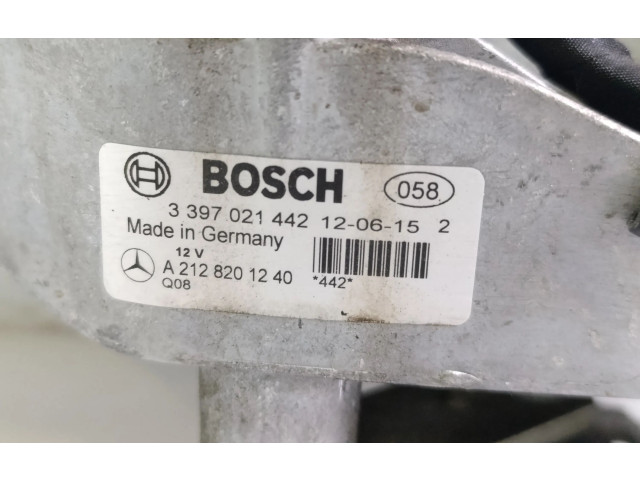 BOSCH 058
3 397 021 442 12-06-15 2
Made in Germany
12 V
A 212 820 12 40 *442*
Q08